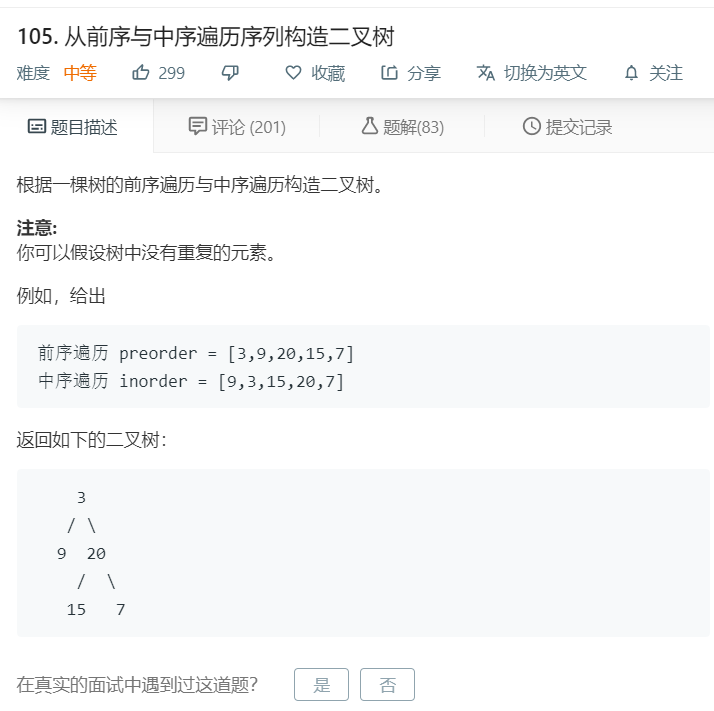 105. 从前序与中序遍历序列构造二叉树
难度 中等 299 收藏 分享 切换为英文 关注
题目描述 评论 (201) 题解(83) 提交记录
根据一棵树的前序遍历与中序遍历构造二叉树。
注意:
你可以假设树中没有重复的元素。
例如，给出
前序遍历 preorder = [3,9,20,15,7]
中序遍历 inorder = [9,3,15,20,7]
返回如下的二叉树：
3
/ \
9 20
/ \
15 7
在真实的面试中遇到过这道题？ 是 否